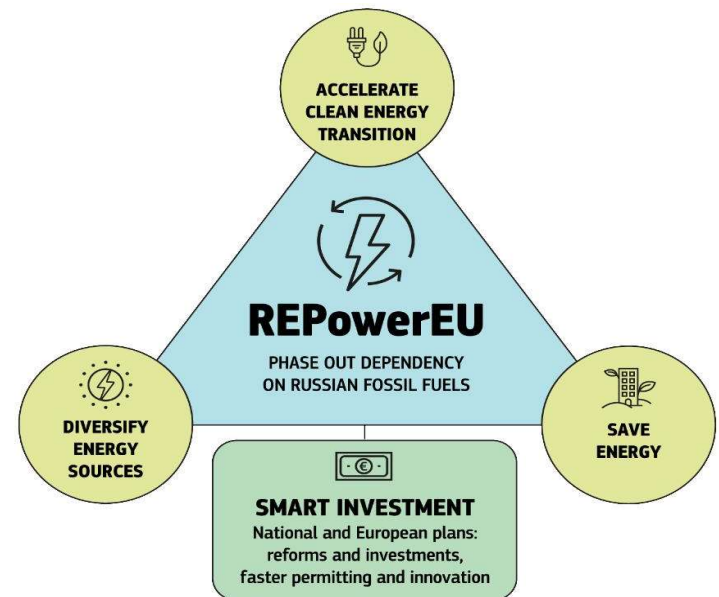 ACCELERATE
CLEAN ENERGY
TRANSITION
REPowerEU
PHASE OUT DEPENDENCY
ON RUSSIAN FOSSIL FUELS
DIVERSIFY
ENERGY
SOURCES
SAVE
ENERGY
€
SMART INVESTMENT
National and European plans:
reforms and investments,
faster permitting and innovation